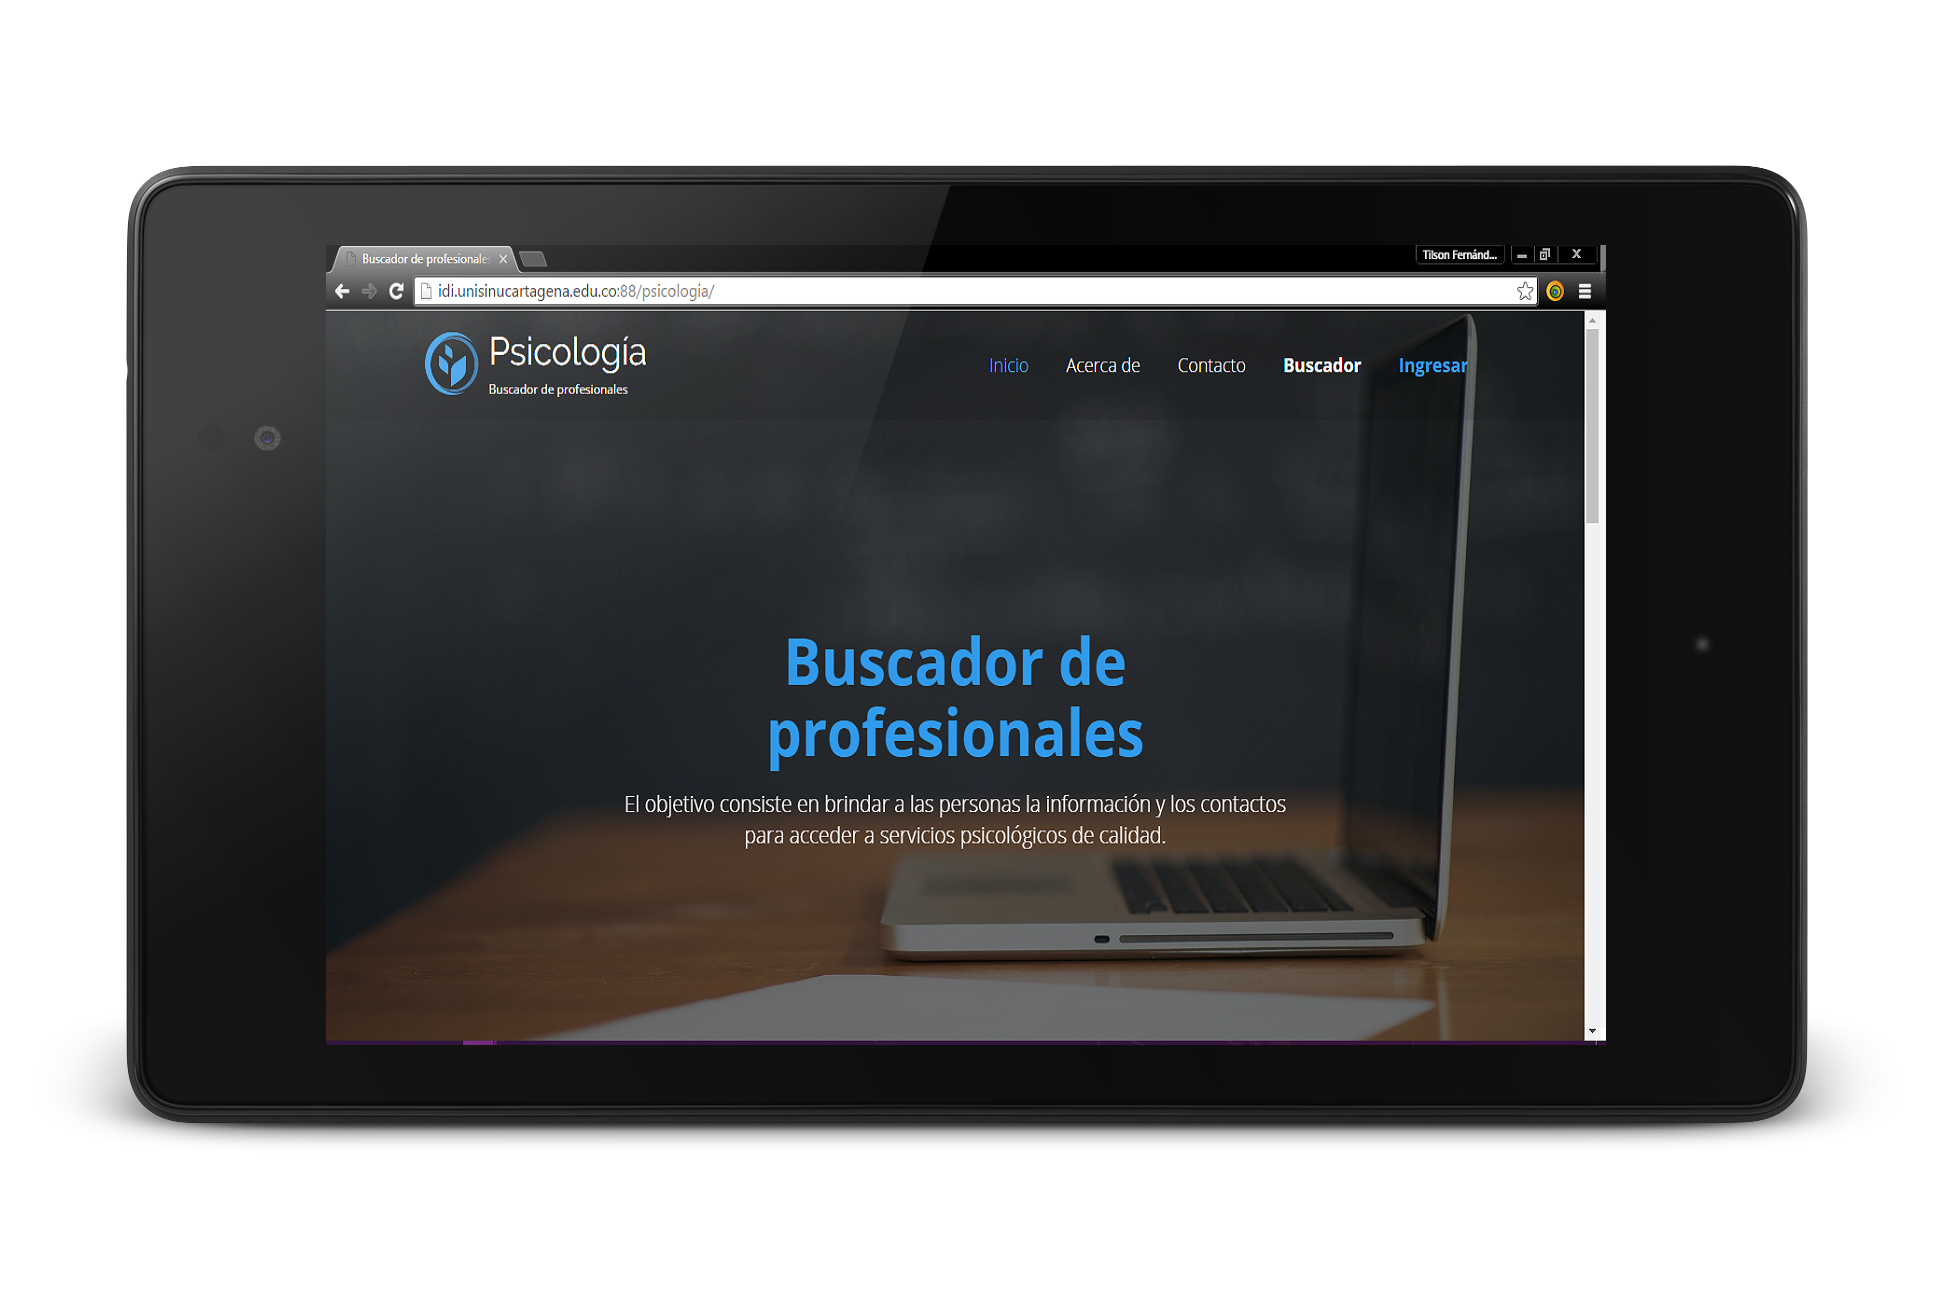 Buscador de profesionales
Tilson Fernánd...
idi.unisinucartagena.edu.co:88/psicologia/
Psicología
Buscador de profesionales
Inicio
Acerca de
Contacto
Buscador
Ingresar
Buscador de
profesionales
El objetivo consiste en brindar a las personas la información y los contactos
para acceder a servicios psicológicos de calidad.